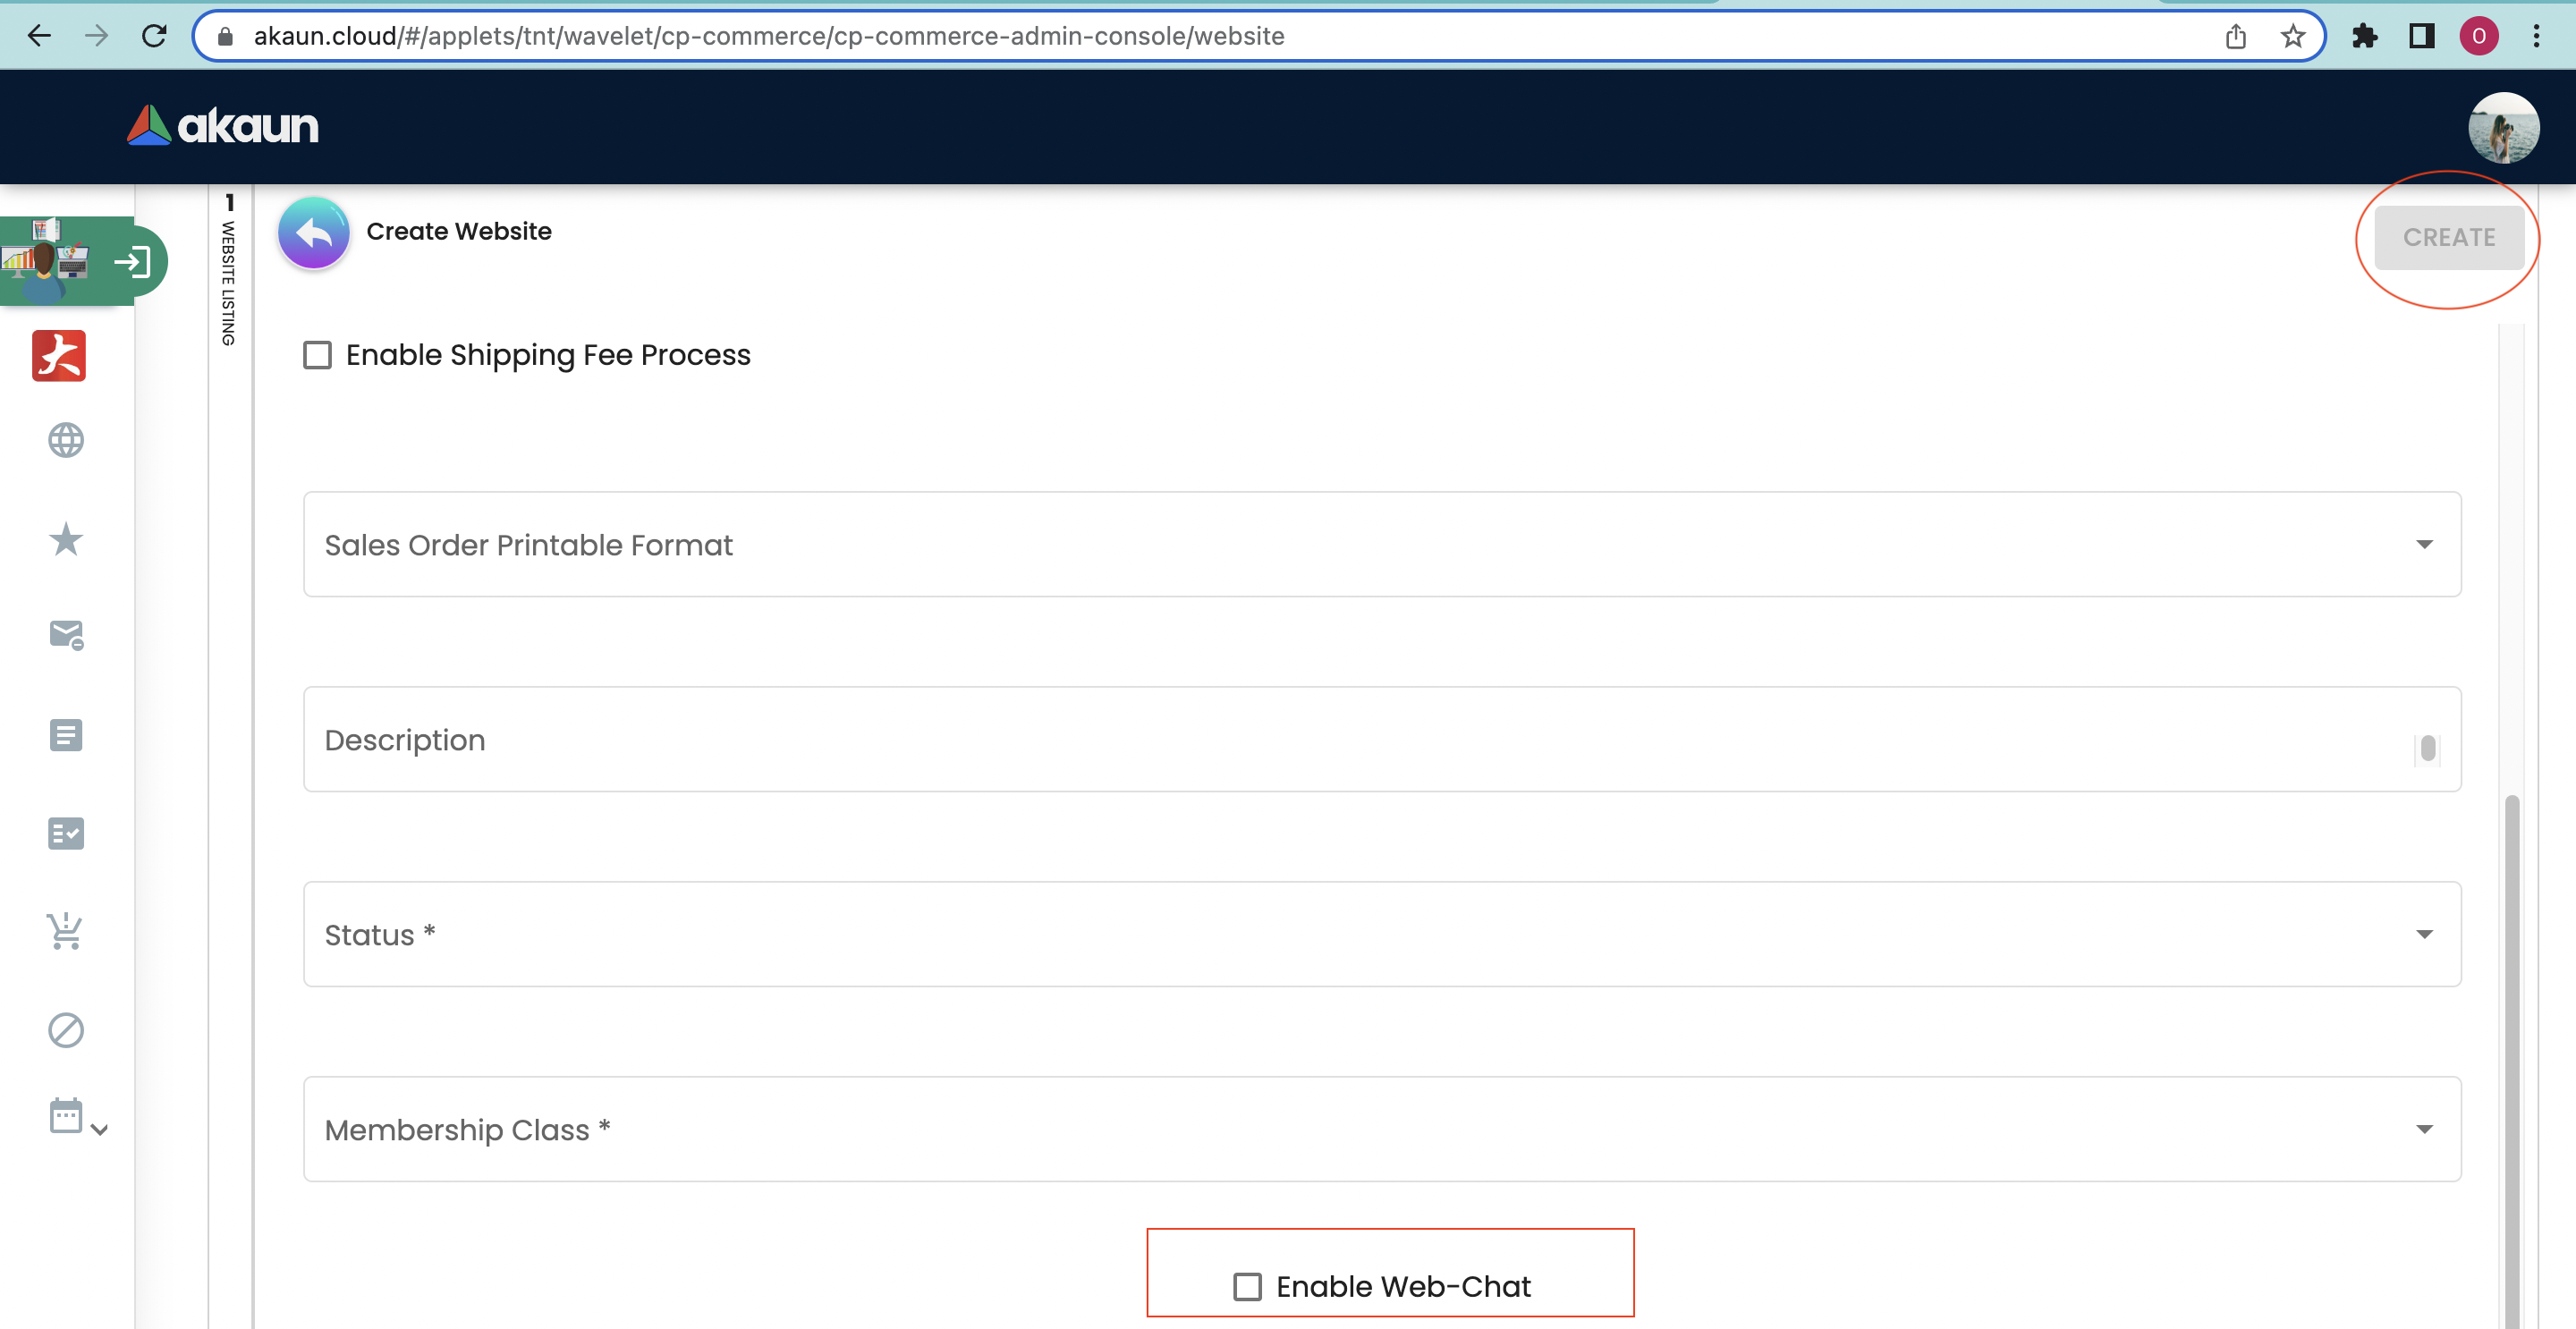 akaun.cloud/#/applets/tnt/wavelet/cp-commerce/cp-commerce-admin-console/website
O
akaun
1
WEBSITE LISTING
Create Website
CREATE
大
Enable Shipping Fee Process
Sales Order Printable Format
Description
Status *
Membership Class *
Enable Web-Chat